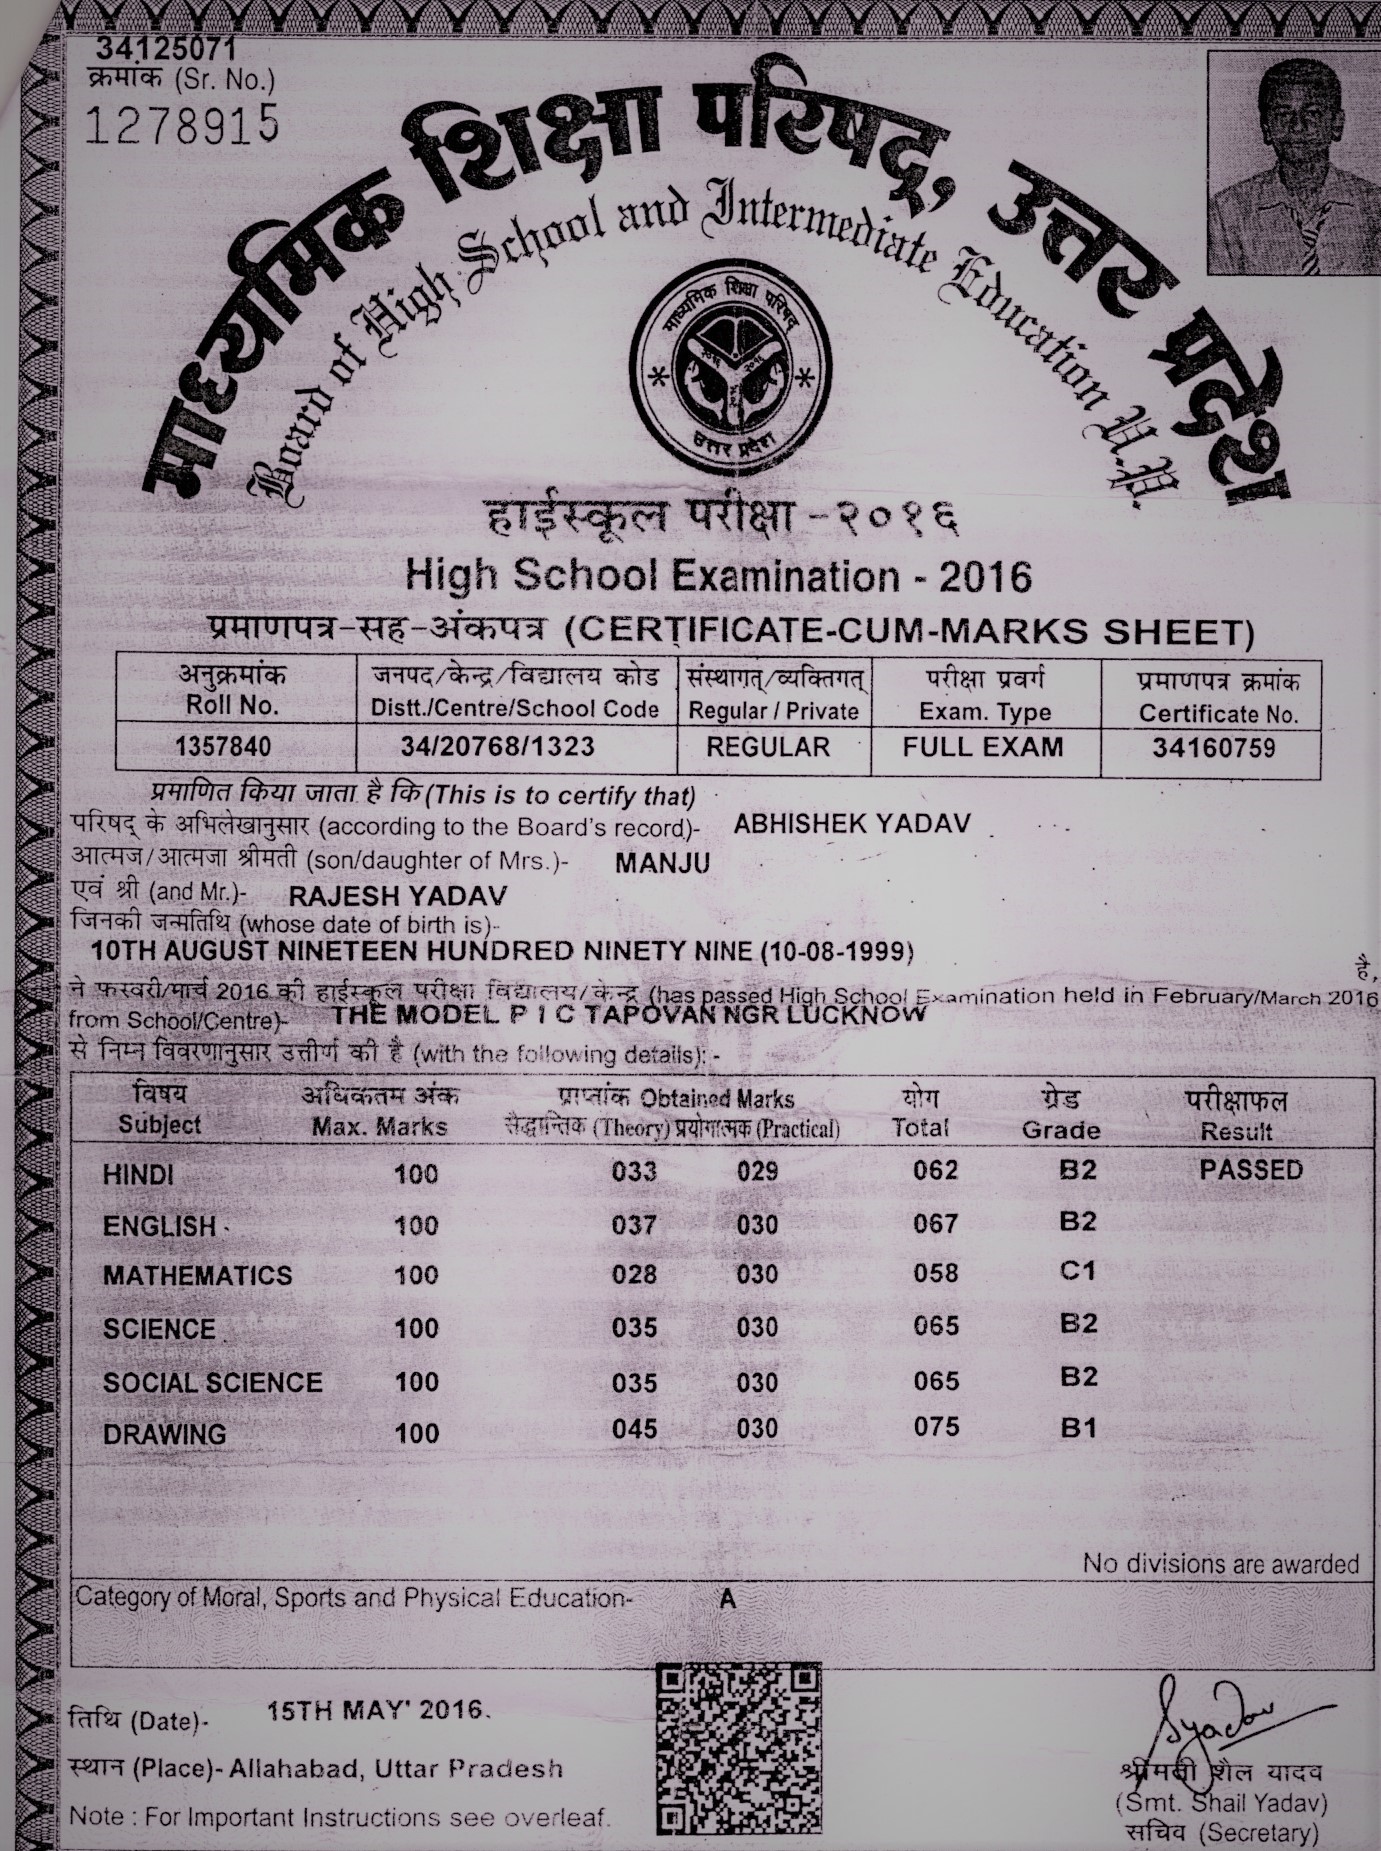 34125071
क्रमांक (Sr. No.)
1278915
माध्यमिक शिक्षा परिषद्, उत्तर प्रदेश
Board of High School and Intermediate Education U.P.
माध्यमिक शिक्षा परिषद्
उत्तर प्रदेश
हाईस्कूल परीक्षा -२०१६
High School Examination - 2016
प्रमाणपत्र-सह-अंकपत्र (CERTIFICATE-CUM-MARKS SHEET)
अनुक्रमांक जनपद/केन्द्र/विद्यालय कोड संस्थागत्/व्यक्तिगत् परीक्षा प्रवर्ग प्रमाणपत्र क्रमांक
Roll No. Distt./Centre/School Code Regular / Private Exam. Type Certificate No.
1357840 34/20768/1323 REGULAR FULL EXAM 34160759
प्रमाणित किया जाता है कि (This is to certify that)
परिषद् के अभिलेखानुसार (according to the Board's record)- ABHISHEK YADAV
आत्मज/आत्मजा श्रीमती (son/daughter of Mrs.)- MANJU
एवं श्री (and Mr.)- RAJESH YADAV
जिनकी जन्मतिथि (whose date of birth is)-
10TH AUGUST NINETEEN HUNDRED NINETY NINE (10-08-1999)
है,
ने फरवरी/मार्च 2016 की हाईस्कूल परीक्षा विद्यालय/केन्द्र (has passed High School Examination held in February/March 2016
from School/Centre)- THE MODEL P I C TAPOVAN NGR LUCKNOW
से निम्न विवरणानुसार उत्तीर्ण की है (with the following details): -
विषय अधिकतम अंक प्राप्तांक Obtained Marks योग ग्रेड परीक्षाफल
Subject Max. Marks सैद्धान्तिक (Theory) प्रयोगात्मक (Practical) Total Grade Result
HINDI 100 033 029 062 B2 PASSED
ENGLISH 100 037 030 067 B2
MATHEMATICS 100 028 030 058 C1
SCIENCE 100 035 030 065 B2
SOCIAL SCIENCE 100 035 030 065 B2
DRAWING 100 045 030 075 B1
No divisions are awarded
Category of Moral, Sports and Physical Education- A
तिथि (Date)- 15TH MAY' 2016.
स्थान (Place)- Allahabad, Uttar Pradesh
Note : For Important Instructions see overleaf.
Syadav
श्रीमती शैल यादव
(Smt. Shail Yadav)
सचिव (Secretary)